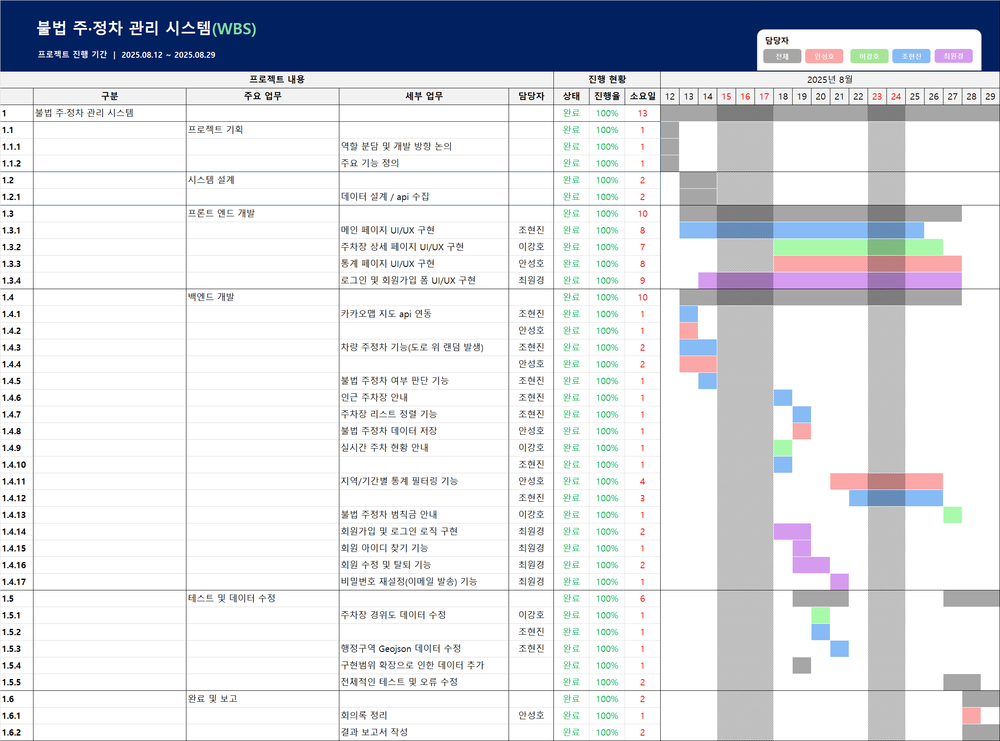 불법 주·정차 관리 시스템(WBS)
프로젝트 진행 기간 | 2025.08.12 ~ 2025.08.29
담당자
전체 안성호 이강호 조현진 최원경
프로젝트 내용 진행 현황 2025년 8월
구분 주요 업무 세부 업무 담당자 상태 진행율 소요일 12 13 14 15 16 17 18 19 20 21 22 23 24 25 26 27 28 29
1 불법 주·정차 관리 시스템 완료 100% 13
1.1 프로젝트 기획 완료 100% 1
1.1.1 역할 분담 및 개발 방향 논의 완료 100% 1
1.1.2 주요 기능 정의 완료 100% 1
1.2 시스템 설계 완료 100% 2
1.2.1 데이터 설계 / api 수집 완료 100% 2
1.3 프론트 엔드 개발 완료 100% 10
1.3.1 메인 페이지 UI/UX 구현 조현진 완료 100% 8
1.3.2 주차장 상세 페이지 UI/UX 구현 이강호 완료 100% 7
1.3.3 통계 페이지 UI/UX 구현 안성호 완료 100% 8
1.3.4 로그인 및 회원가입 폼 UI/UX 구현 최원경 완료 100% 9
1.4 백엔드 개발 완료 100% 10
1.4.1 카카오맵 지도 api 연동 조현진 완료 100% 1
1.4.2 안성호 완료 100% 1
1.4.3 차량 주정차 기능(도로 위 랜덤 발생) 조현진 완료 100% 2
1.4.4 안성호 완료 100% 2
1.4.5 불법 주정차 여부 판단 기능 조현진 완료 100% 1
1.4.6 인근 주차장 안내 조현진 완료 100% 1
1.4.7 주차장 리스트 정렬 기능 조현진 완료 100% 1
1.4.8 불법 주정차 데이터 저장 안성호 완료 100% 1
1.4.9 실시간 주차 현황 안내 이강호 완료 100% 1
1.4.10 조현진 완료 100% 1
1.4.11 지역/기간별 통계 필터링 기능 안성호 완료 100% 4
1.4.12 조현진 완료 100% 3
1.4.13 불법 주정차 범칙금 안내 이강호 완료 100% 1
1.4.14 회원가입 및 로그인 로직 구현 최원경 완료 100% 2
1.4.15 회원 아이디 찾기 기능 최원경 완료 100% 1
1.4.16 회원 수정 및 탈퇴 기능 최원경 완료 100% 2
1.4.17 비밀번호 재설정(이메일 발송) 기능 최원경 완료 100% 1
1.5 테스트 및 데이터 수정 완료 100% 6
1.5.1 주차장 경위도 데이터 수정 이강호 완료 100% 1
1.5.2 조현진 완료 100% 1
1.5.3 행정구역 Geojson 데이터 수정 조현진 완료 100% 1
1.5.4 구현범위 확장으로 인한 데이터 추가 완료 100% 1
1.5.5 전체적인 테스트 및 오류 수정 완료 100% 2
1.6 완료 및 보고 완료 100% 2
1.6.1 회의록 정리 안성호 완료 100% 1
1.6.2 결과 보고서 작성 완료 100% 2